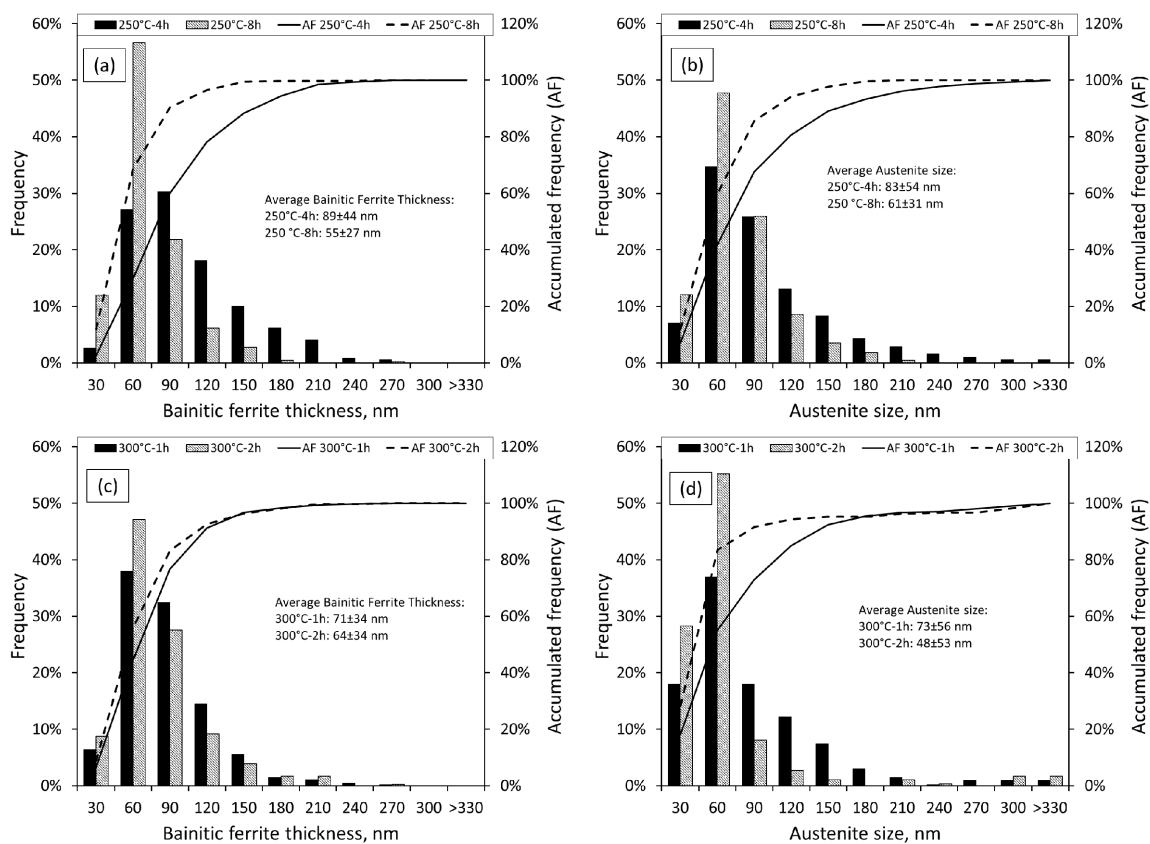 250°C-4h 250°C-8h AF 250°C-4h AF 250°C-8h
(a)
60% 50% 40% 30% 20% 10% 0%
Frequency
120% 100% 80% 60% 40% 20% 0%
Accumulated frequency (AF)
Average Bainitic Ferrite Thickness:
250°C-4h: 89±44 nm
250 °C-8h: 55±27 nm
30 60 90 120 150 180 210 240 270 300 >330
Bainitic ferrite thickness, nm
250°C-4h 250°C-8h AF 250°C-4h AF 250°C-8h
(b)
60% 50% 40% 30% 20% 10% 0%
Frequency
120% 100% 80% 60% 40% 20% 0%
Accumulated frequency (AF)
Average Austenite size:
250°C-4h: 83±54 nm
250 °C-8h: 61±31 nm
30 60 90 120 150 180 210 240 270 300 >330
Austenite size, nm
300°C-1h 300°C-2h AF 300°C-1h AF 300°C-2h
(c)
60% 50% 40% 30% 20% 10% 0%
Frequency
120% 100% 80% 60% 40% 20% 0%
Accumulated frequency (AF)
Average Bainitic Ferrite Thickness:
300°C-1h: 71±34 nm
300°C-2h: 64±34 nm
30 60 90 120 150 180 210 240 270 300 >330
Bainitic ferrite thickness, nm
300°C-1h 300°C-2h AF 300°C-1h AF 300°C-2h
(d)
60% 50% 40% 30% 20% 10% 0%
Frequency
120% 100% 80% 60% 40% 20% 0%
Accumulated frequency (AF)
Average Austenite size:
300°C-1h: 73±56 nm
300°C-2h: 48±53 nm
30 60 90 120 150 180 210 240 270 300 >330
Austenite size, nm